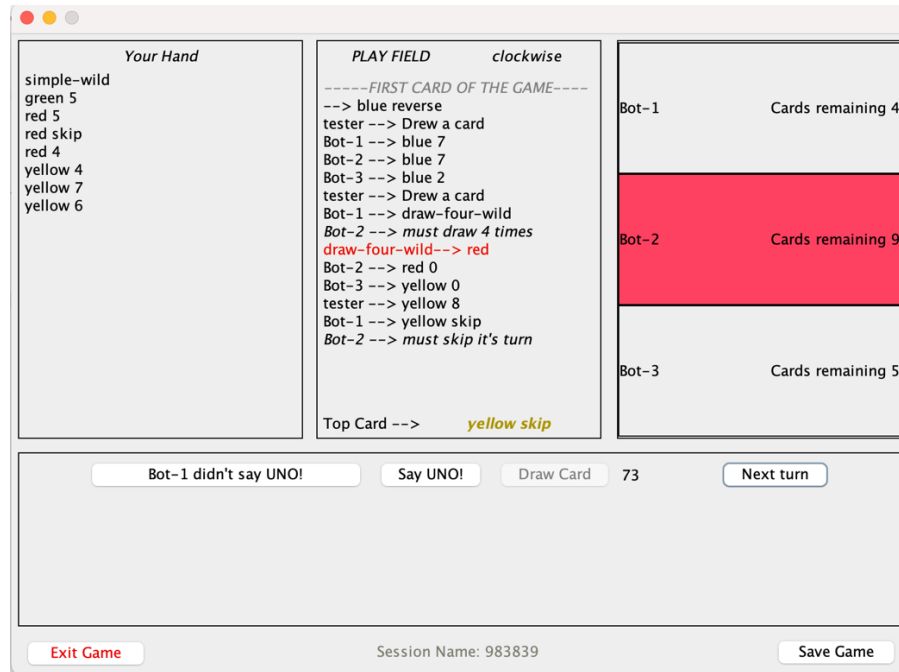 Your Hand
simple-wild
green 5
red 5
red skip
red 4
yellow 4
yellow 7
yellow 6
PLAY FIELD clockwise
-----FIRST CARD OF THE GAME----
--> blue reverse
tester --> Drew a card
Bot-1 --> blue 7
Bot-2 --> blue 7
Bot-3 --> blue 2
tester --> Drew a card
Bot-1 --> draw-four-wild
Bot-2 --> must draw 4 times
draw-four-wild--> red
Bot-2 --> red 0
Bot-3 --> yellow 0
tester --> yellow 8
Bot-1 --> yellow skip
Bot-2 --> must skip it's turn
Top Card --> yellow skip
Bot-1 Cards remaining 4
Bot-2 Cards remaining 9
Bot-3 Cards remaining 5
Bot-1 didn't say UNO! Say UNO! Draw Card 73 Next turn
Exit Game Session Name: 983839 Save Game